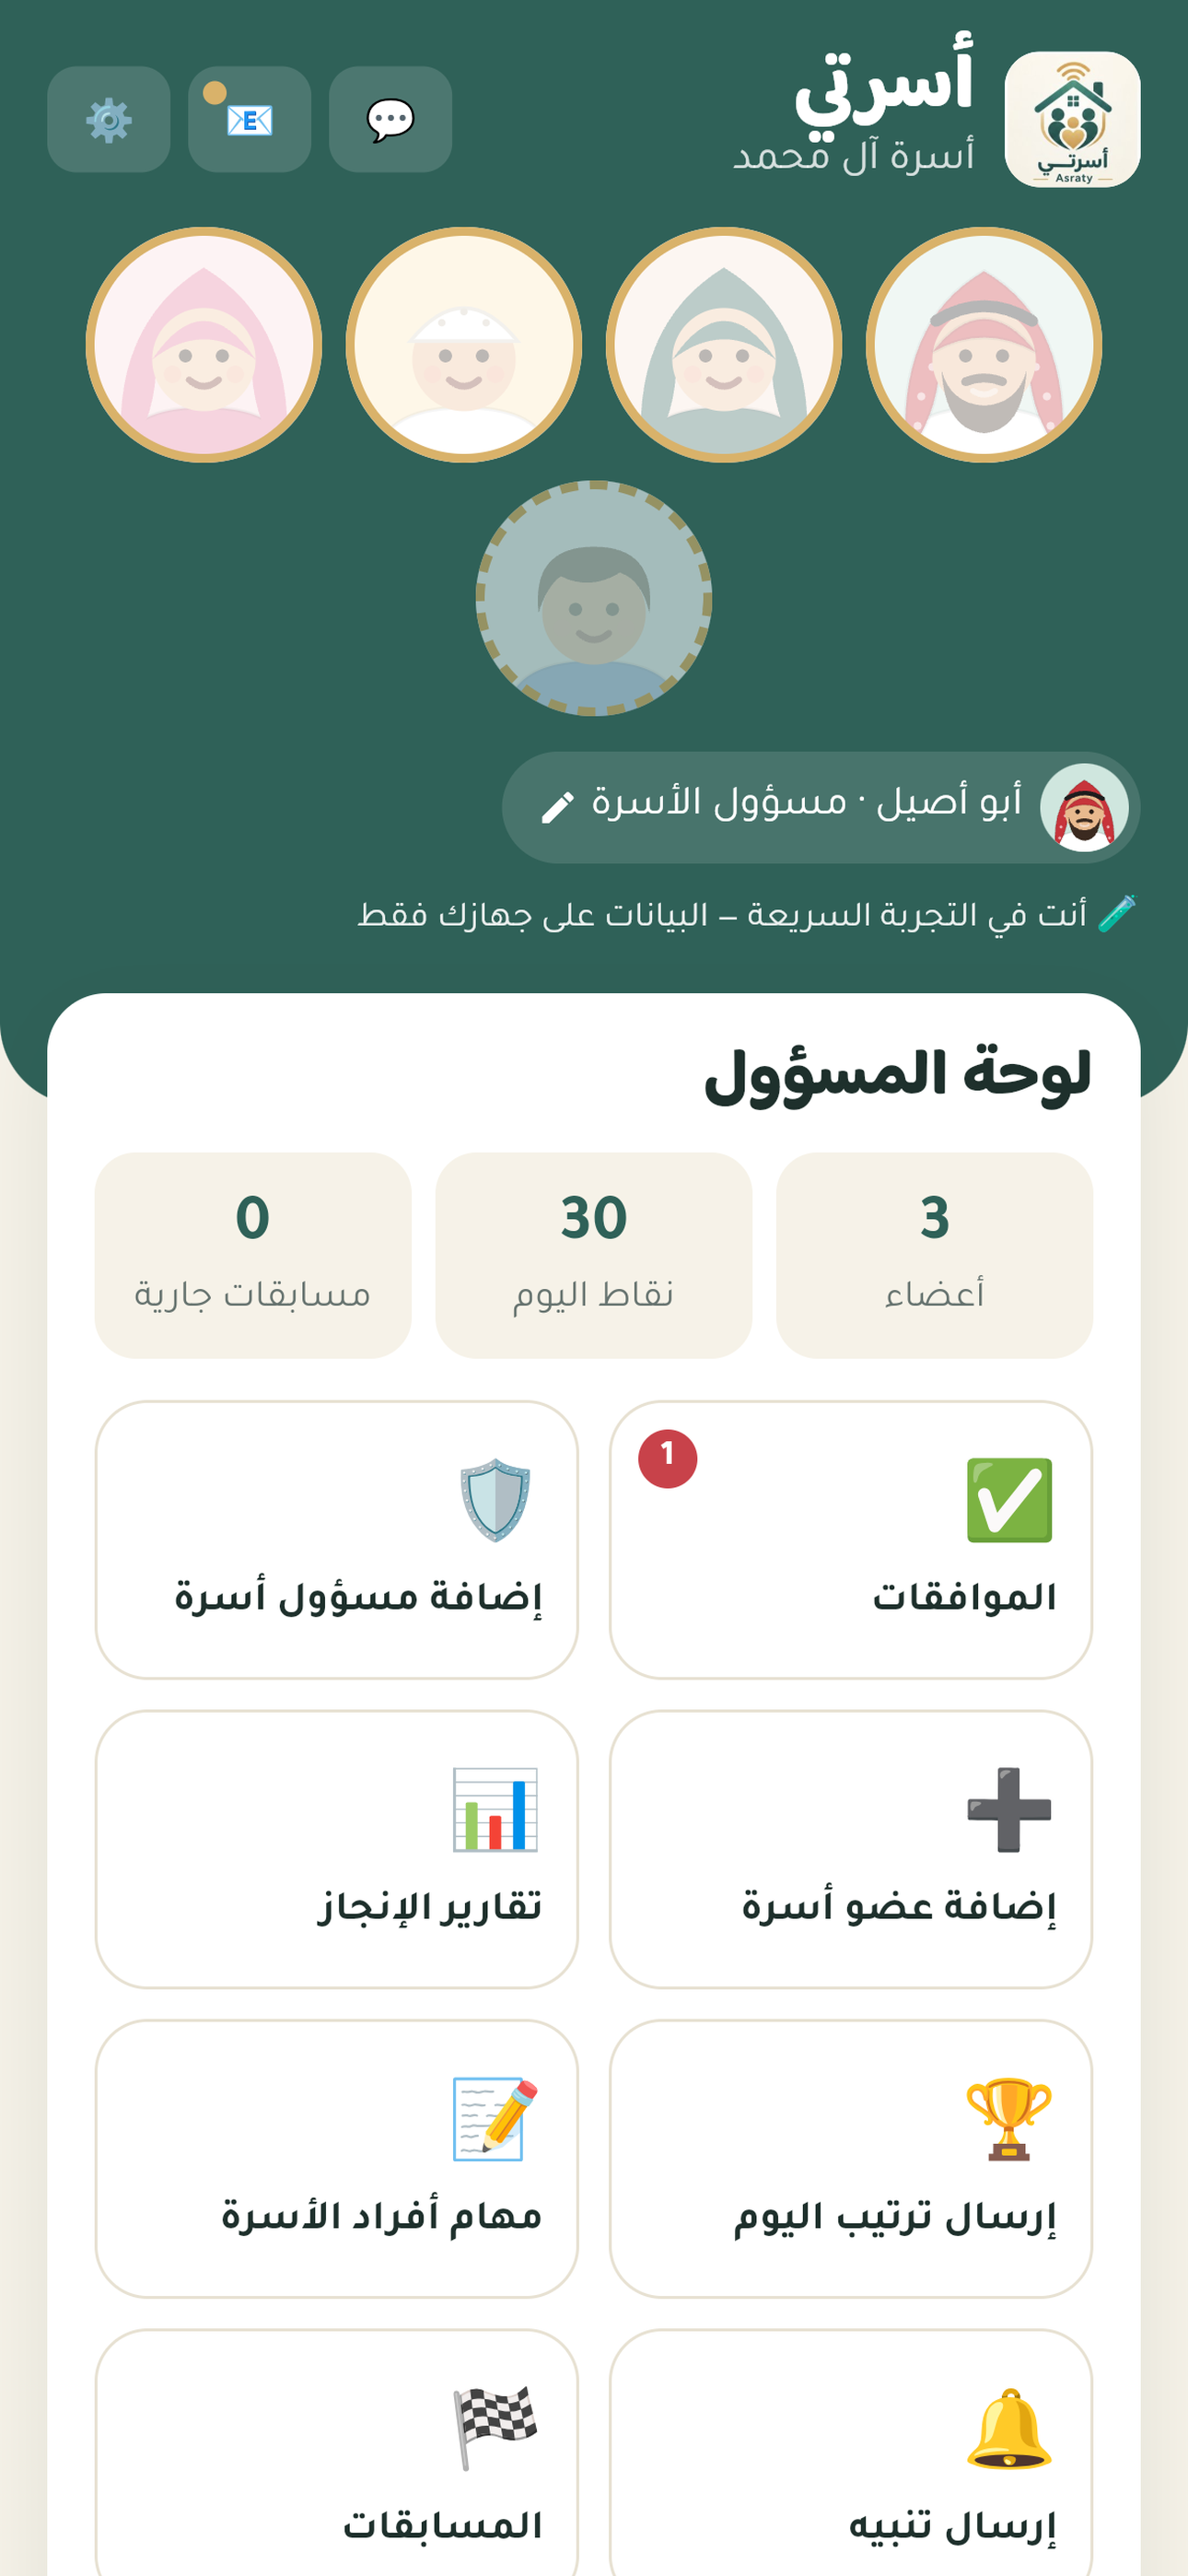 أسرتي
أسرة آل محمد
أسرتي
Asraty
أبو أصيل · مسؤول الأسرة
أنت في التجربة السريعة – البيانات على جهازك فقط
لوحة المسؤول
3
أعضاء
30
نقاط اليوم
0
مسابقات جارية
1
الموافقات
إضافة مسؤول أسرة
إضافة عضو أسرة
تقارير الإنجاز
إرسال ترتيب اليوم
مهام أفراد الأسرة
إرسال تنبيه
المسابقات